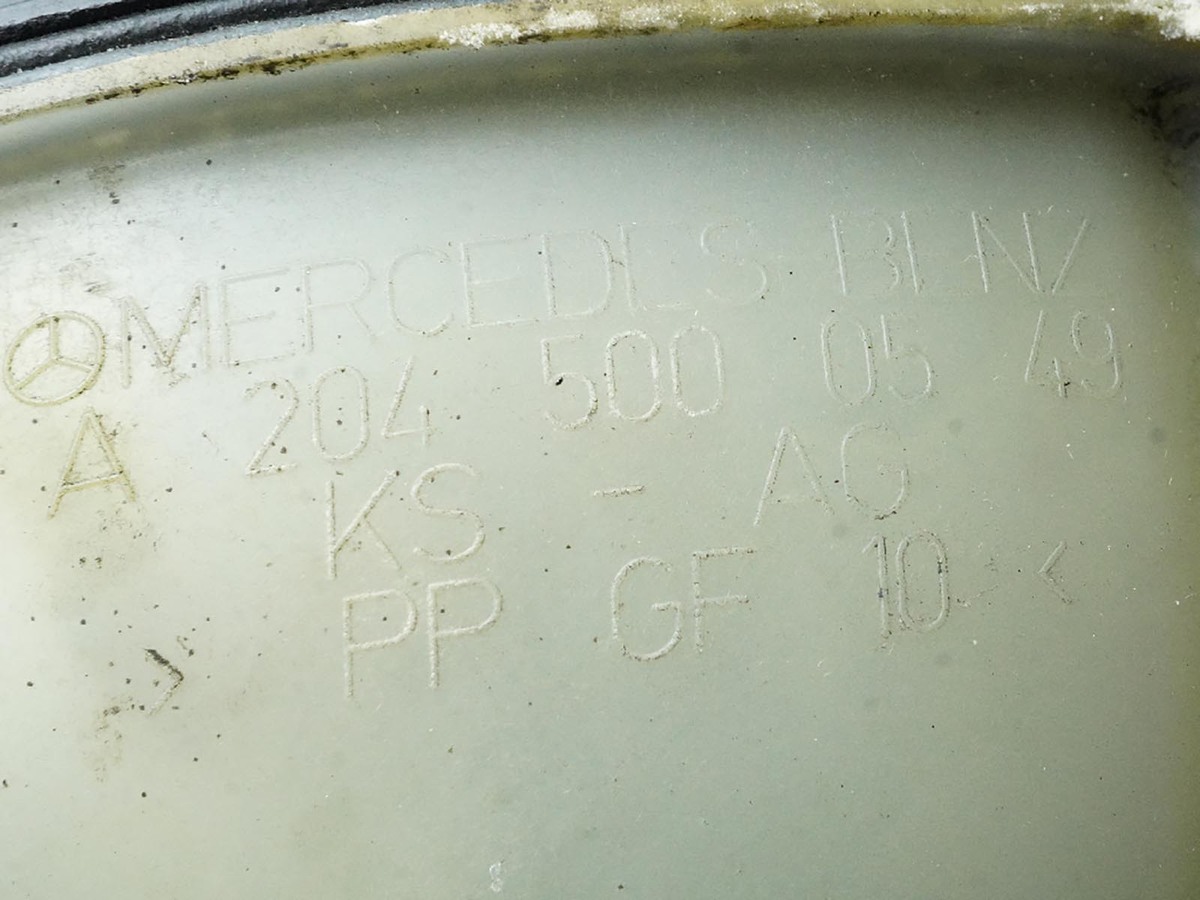 MERCEDES BENZ
A 204 500 05 49
KS - AG
> PP GF 10 <